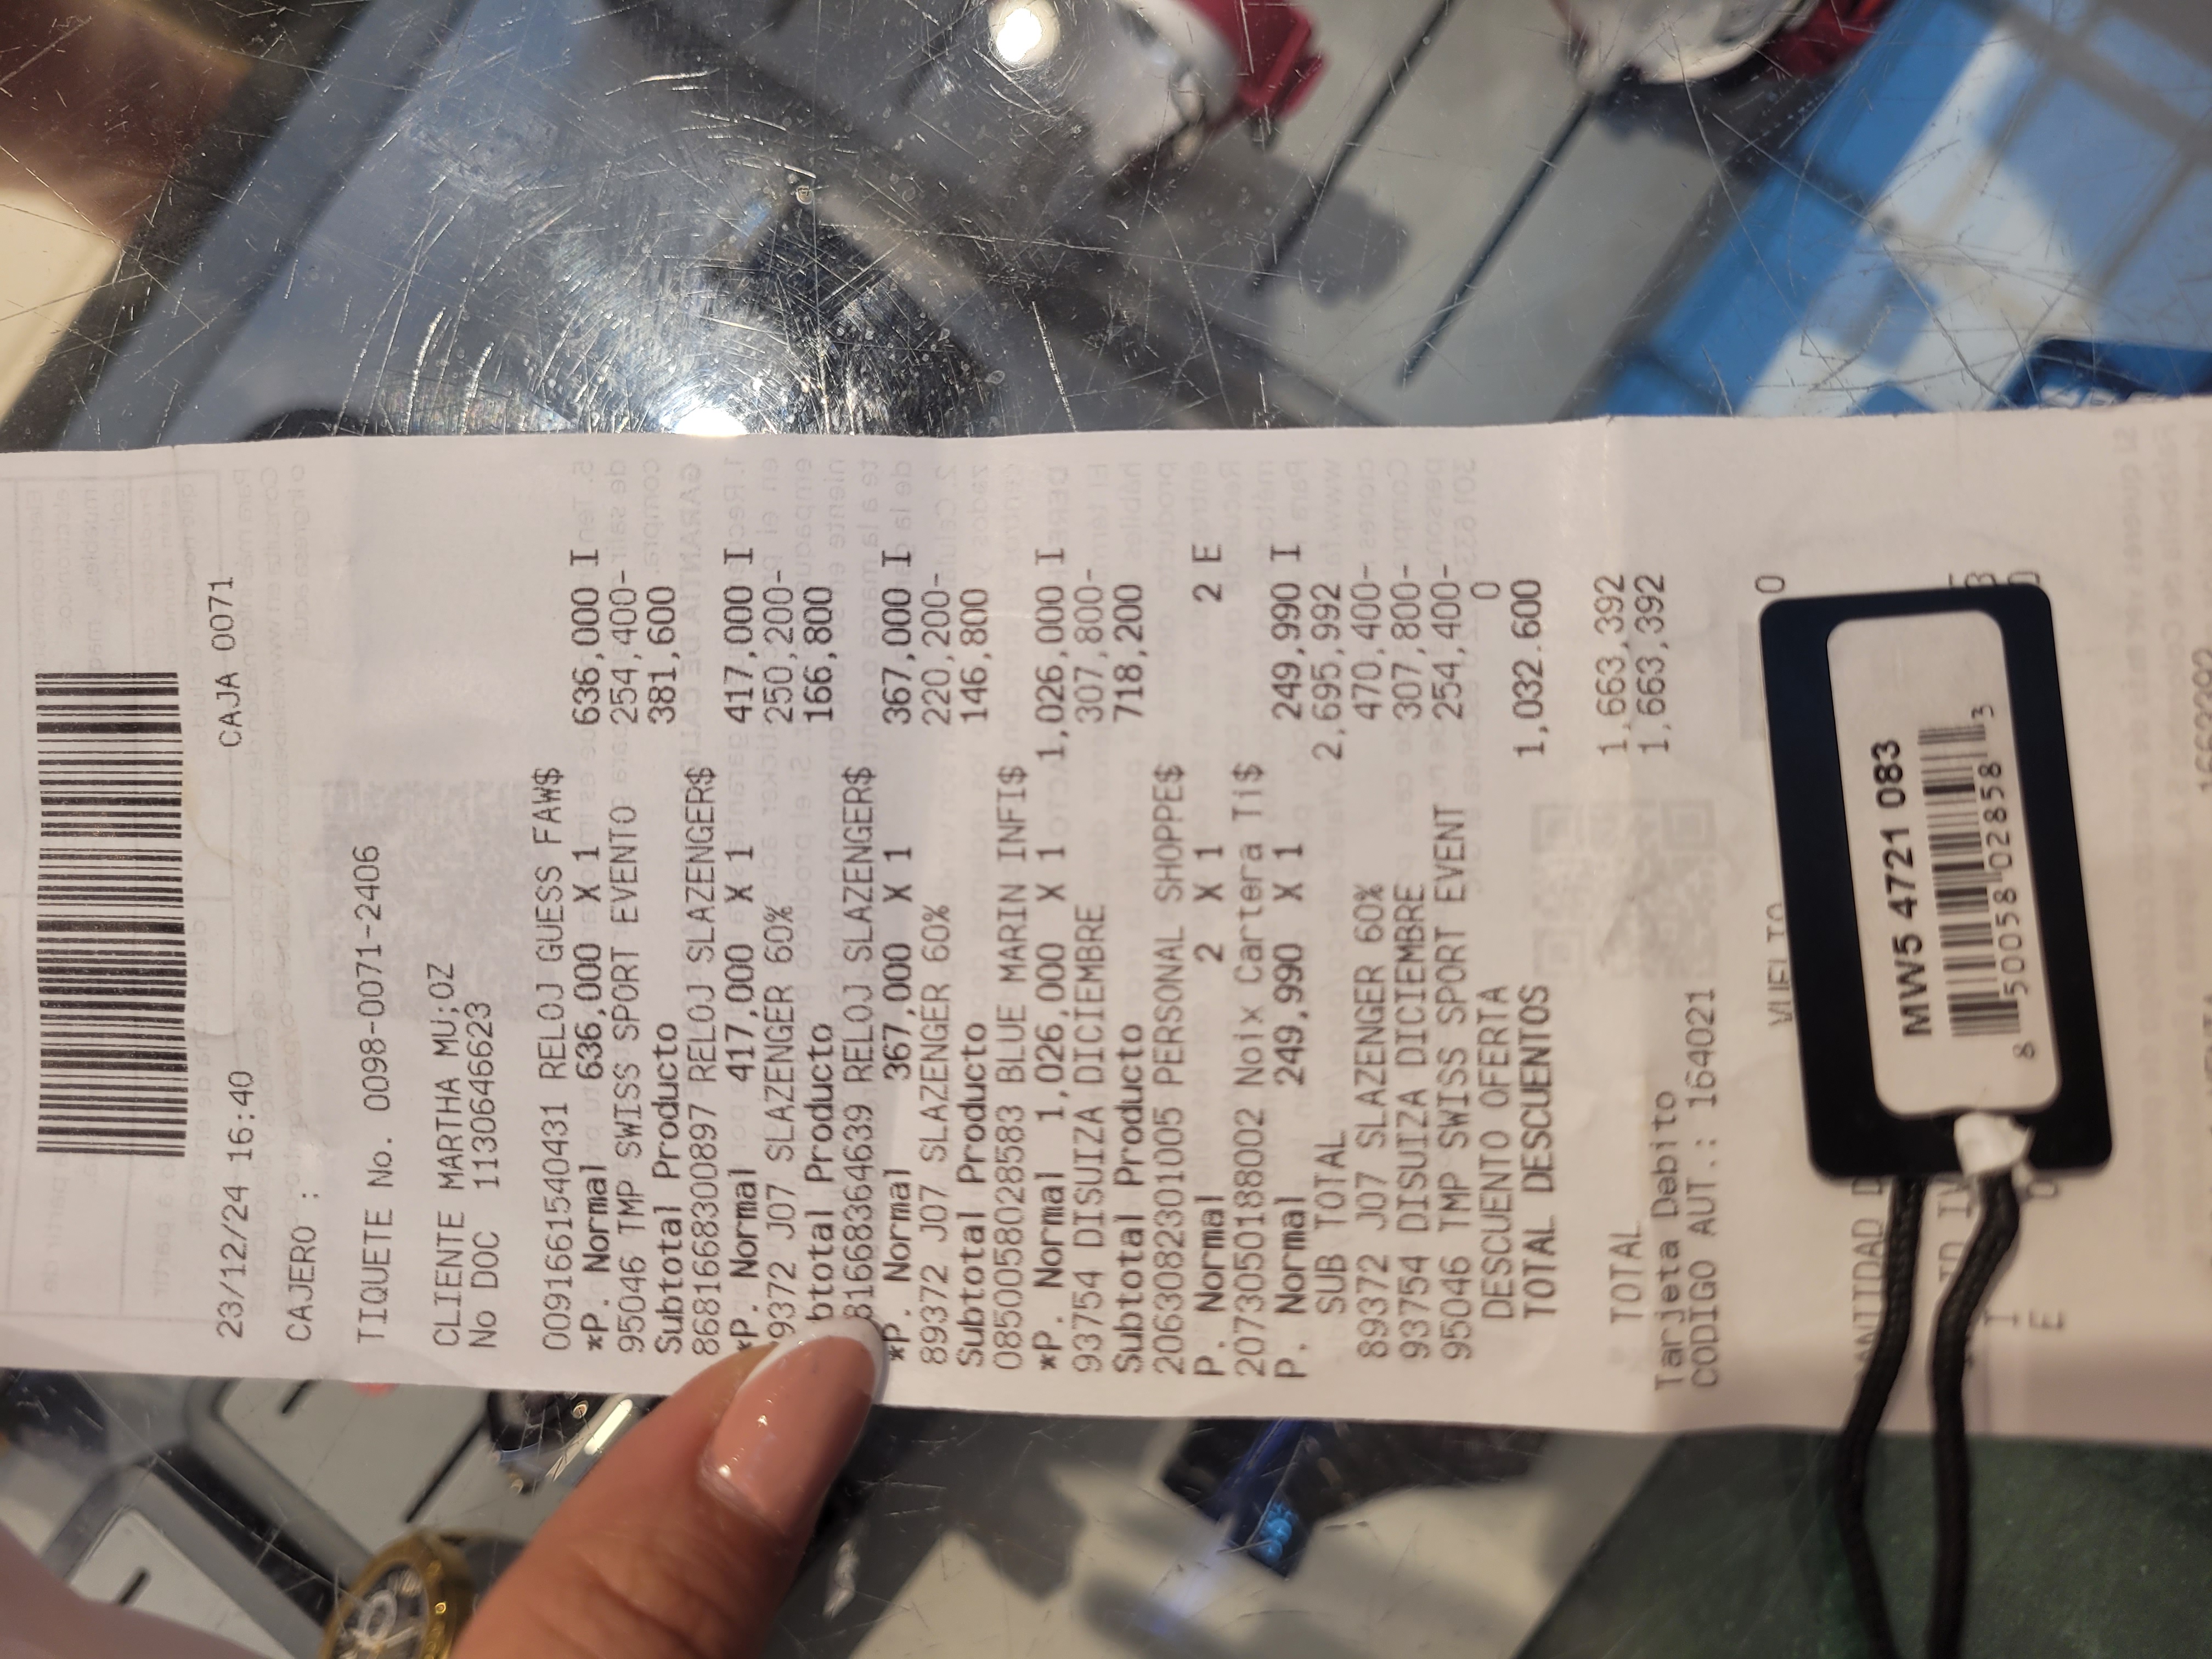 23/12/24 16:40 CAJA 0071
CAJERO :
TIQUETE No. 0098-0071-2406
CLIENTE MARTHA MU;OZ
No DOC 1130646623
0091661540431 RELOJ GUESS FAW$
*P. Normal 636,000 X 1 636,000 I
95046 TMP SWISS SPORT EVENTO 254,400-
Subtotal Producto 381,600
8681668300897 RELOJ SLAZENGER$
*P. Normal 417,000 X 1 417,000 I
9372 J07 SLAZENGER 60% 250,200-
btotal Producto 166,800
81668364639 RELOJ SLAZENGER$
*P. Normal 367,000 X 1 367,000 I
89372 J07 SLAZENGER 60% 220,200-
Subtotal Producto 146,800
0850058028583 BLUE MARIN INFI$
*P. Normal 1,026,000 X 1 1,026,000 I
93754 DISUIZA DICIEMBRE 307,800-
Subtotal Producto 718,200
2063082301005 PERSONAL SHOPPE$
P. Normal 2 X 1 2 E
2073050188002 Noix Cartera Ti$
P. Normal 249,990 X 1 249,990 I
SUB TOTAL 2,695,992
89372 J07 SLAZENGER 60% 470,400-
93754 DISUIZA DICIEMBRE 307,800-
95046 TMP SWISS SPORT EVENT 254,400-
DESCUENTO OFERTA 0
TOTAL DESCUENTOS 1,032.600
TOTAL 1,663,392
Tarjeta Debito 1,663,392
CODIGO AUT.: 164021
VUELTO 0
ANTIDAD
I
E
MW5 4721 083
8 50058 02858 3